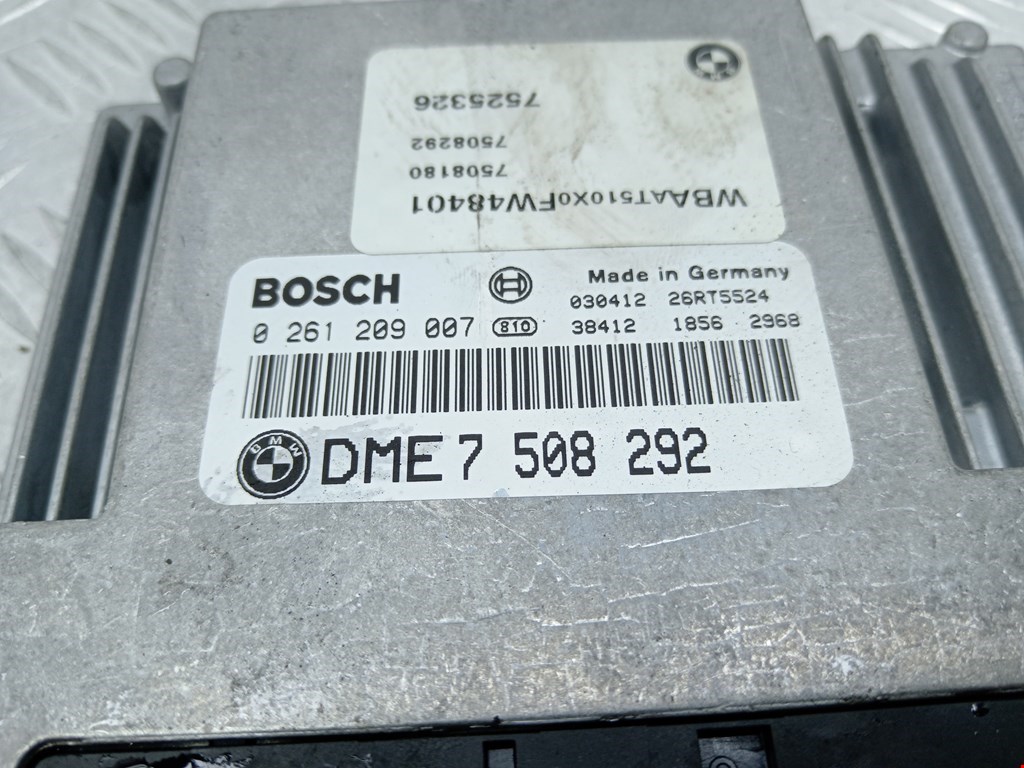 WBAAT510X0FW48401
7508180
7508292
7525326
BOSCH
Made in Germany
030412 26RT5524
0 261 209 007 810 38412 1856 2968
BMW
DME 7 508 292